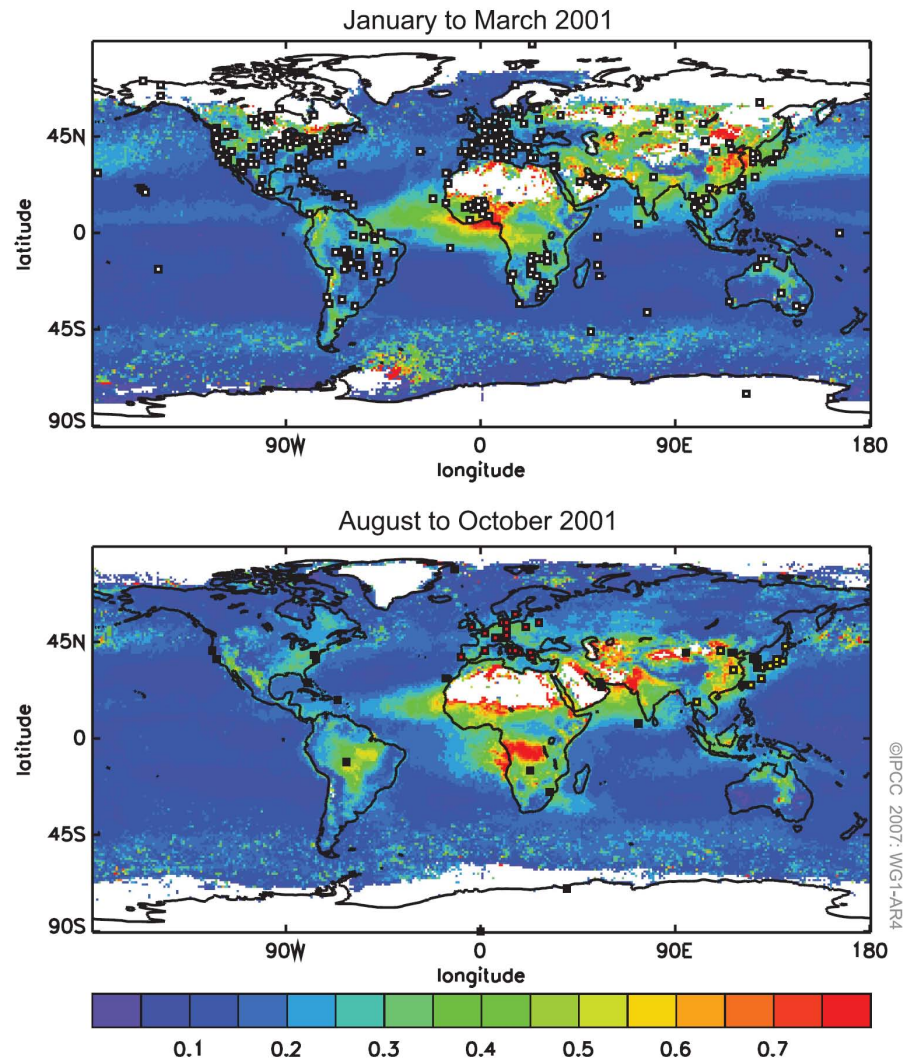 January to March 2001
45N
0
45S
90S
latitude
90W
0
90E
180
longitude
August to October 2001
45N
0
45S
90S
latitude
90W
0
90E
180
longitude
©IPCC 2007: WG1-AR4
0.1
0.2
0.3
0.4
0.5
0.6
0.7